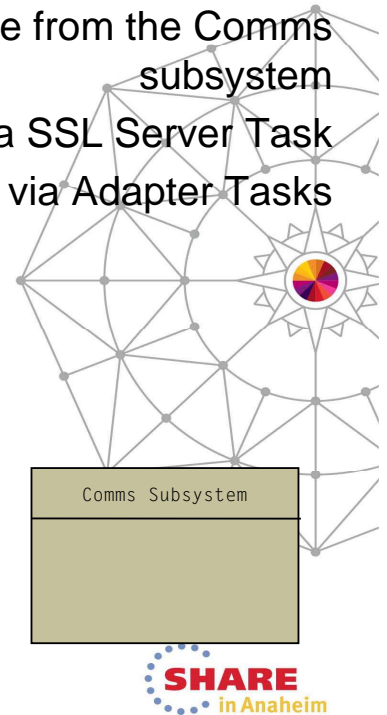 e from the Comms
subsystem
a SSL Server Task
via Adapter Tasks
Comms Subsystem
SHARE
in Anaheim